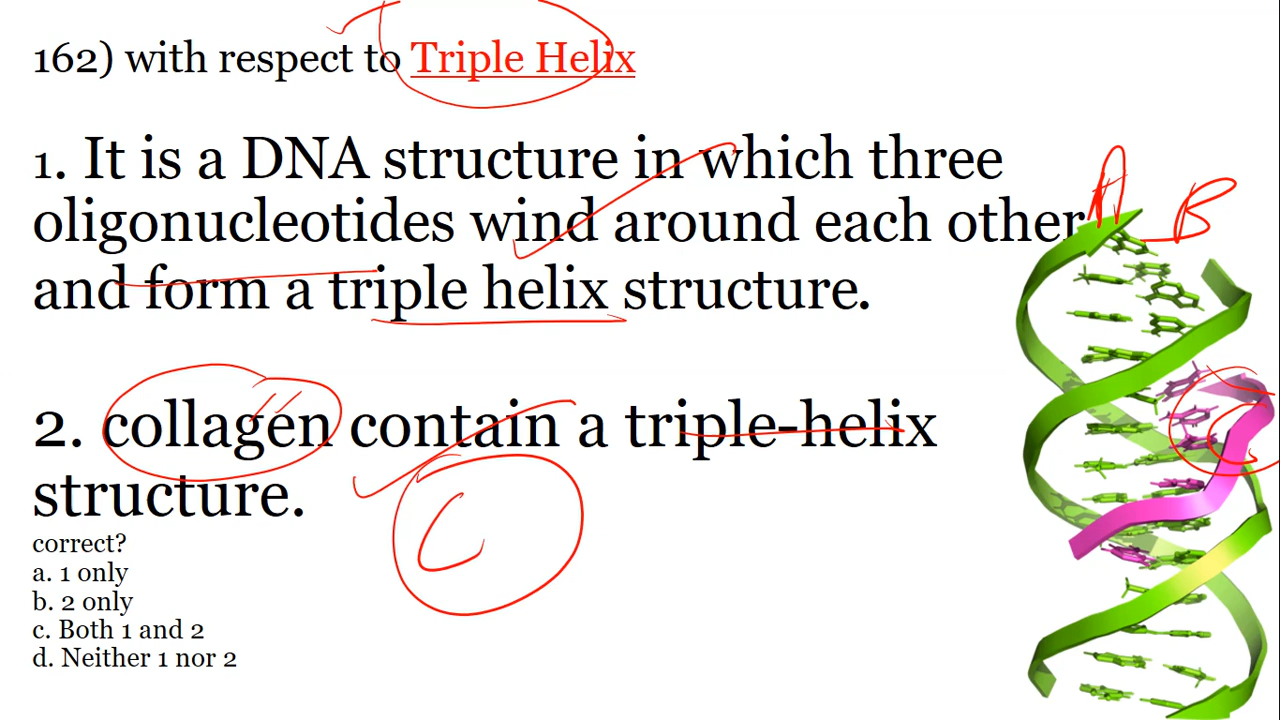 162) with respect to Triple Helix
1. It is a DNA structure in which three
oligonucleotides wind around each other
and form a triple helix structure.
A B
2. collagen contain a triple-helix
structure.
C
correct?
a. 1 only
b. 2 only
c. Both 1 and 2
d. Neither 1 nor 2